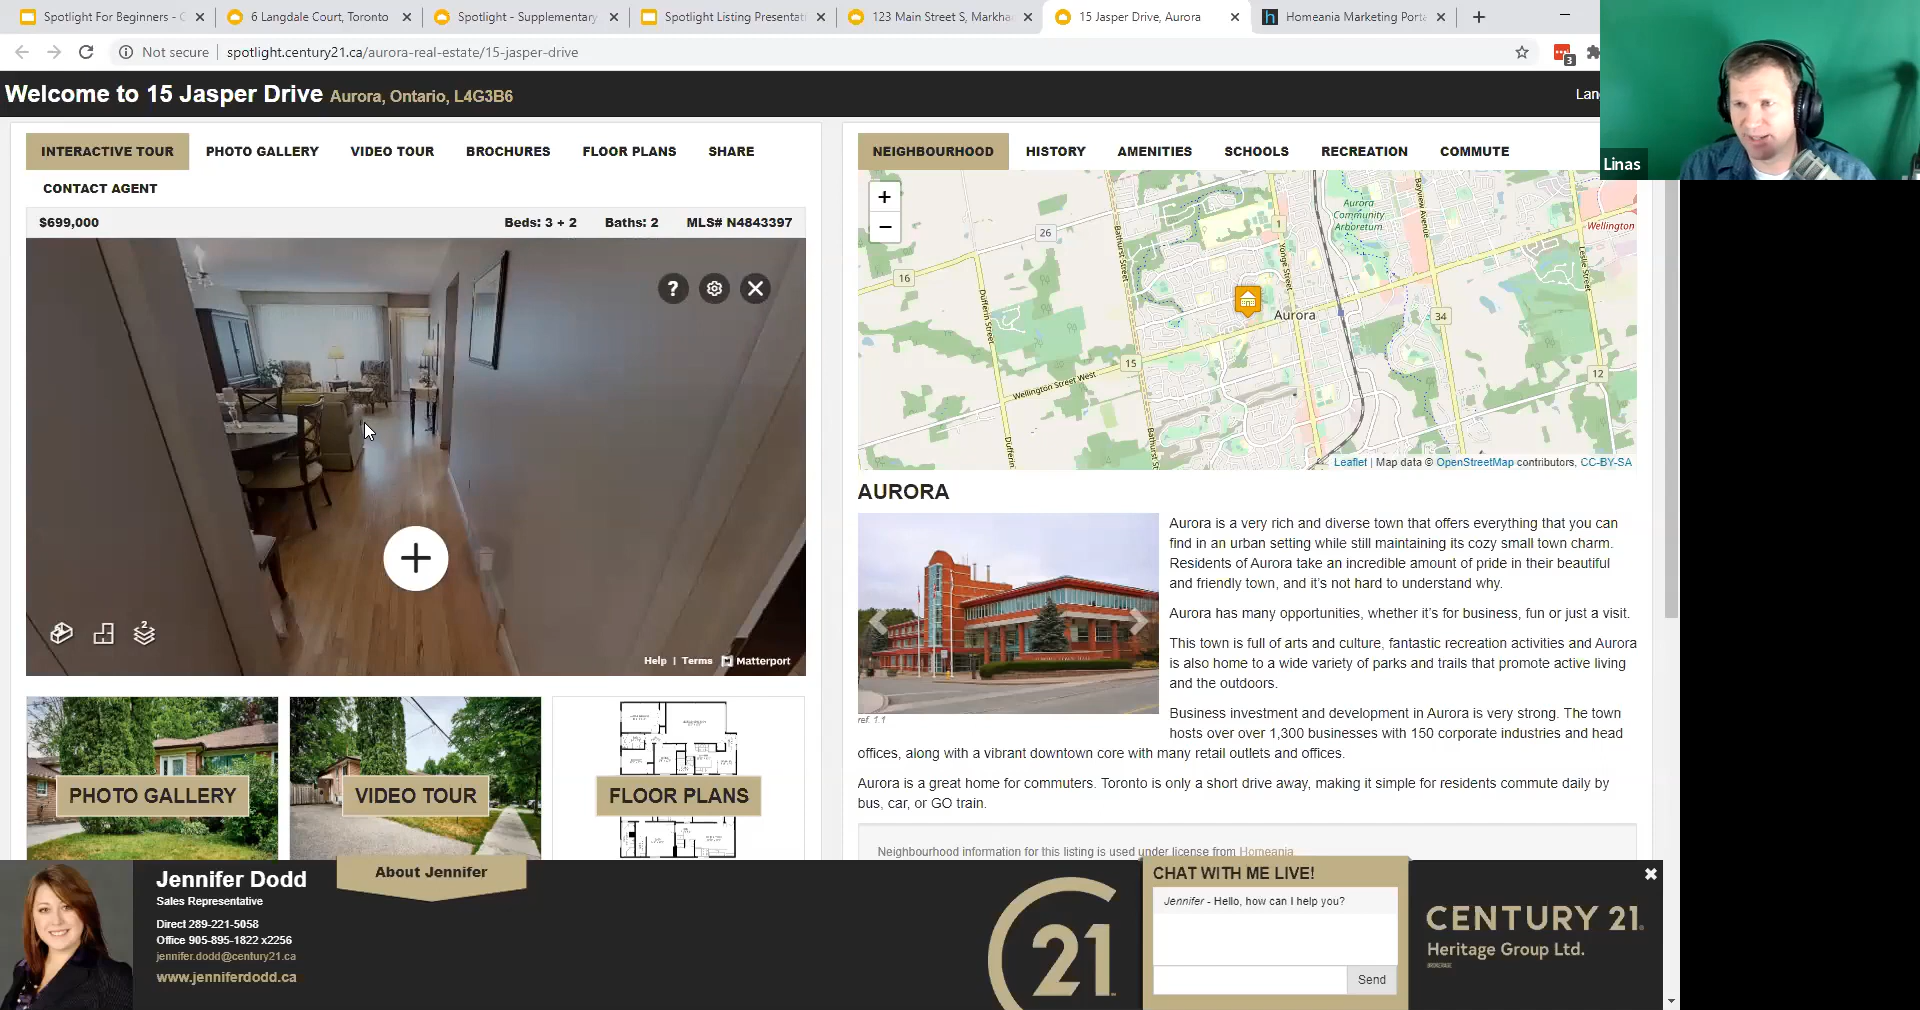 Spotlight For Beginners - C
6 Langdale Court, Toronto
Spotlight - Supplementary
Spotlight Listing Presentati
123 Main Street S, Markha
15 Jasper Drive, Aurora
Homeania Marketing Porta
Not secure
spotlight.century21.ca/aurora-real-estate/15-jasper-drive
3
Welcome to 15 Jasper Drive Aurora, Ontario, L4G3B6
Lan
Linas
INTERACTIVE TOUR
PHOTO GALLERY
VIDEO TOUR
BROCHURES
FLOOR PLANS
SHARE
CONTACT AGENT
$699,000
Beds: 3 + 2
Baths: 2
MLS# N4843397
?
2
Help | Terms
Matterport
PHOTO GALLERY
VIDEO TOUR
FLOOR PLANS
NEIGHBOURHOOD
HISTORY
AMENITIES
SCHOOLS
RECREATION
COMMUTE
+
−
26
16
15
1
34
12
Aurora
Community
Arboretum
Wellington
Bathurst Street
Dufferin Street
Yonge Street
Bayview Avenue
Leslie Street
Wellington Street West
Aurora
Leaflet | Map data © OpenStreetMap contributors, CC-BY-SA
AURORA
Aurora is a very rich and diverse town that offers everything that you can
find in an urban setting while still maintaining its cozy small town charm.
Residents of Aurora take an incredible amount of pride in their beautiful
and friendly town, and it's not hard to understand why.
Aurora has many opportunities, whether it's for business, fun or just a visit.
This town is full of arts and culture, fantastic recreation activities and Aurora
is also home to a wide variety of parks and trails that promote active living
and the outdoors.
Business investment and development in Aurora is very strong. The town
hosts over over 1,300 businesses with 150 corporate industries and head
offices, along with a vibrant downtown core with many retail outlets and offices.
ref. 1.1
Aurora is a great home for commuters. Toronto is only a short drive away, making it simple for residents commute daily by
bus, car, or GO train.
Neighbourhood information for this listing is used under license from Homeania
Jennifer Dodd
Sales Representative
Direct 289-221-5058
Office 905-895-1822 x2256
jennifer.dodd@century21.ca
www.jenniferdodd.ca
About Jennifer
C21
CHAT WITH ME LIVE!
Jennifer - Hello, how can I help you?
Send
CENTURY 21.
Heritage Group Ltd.